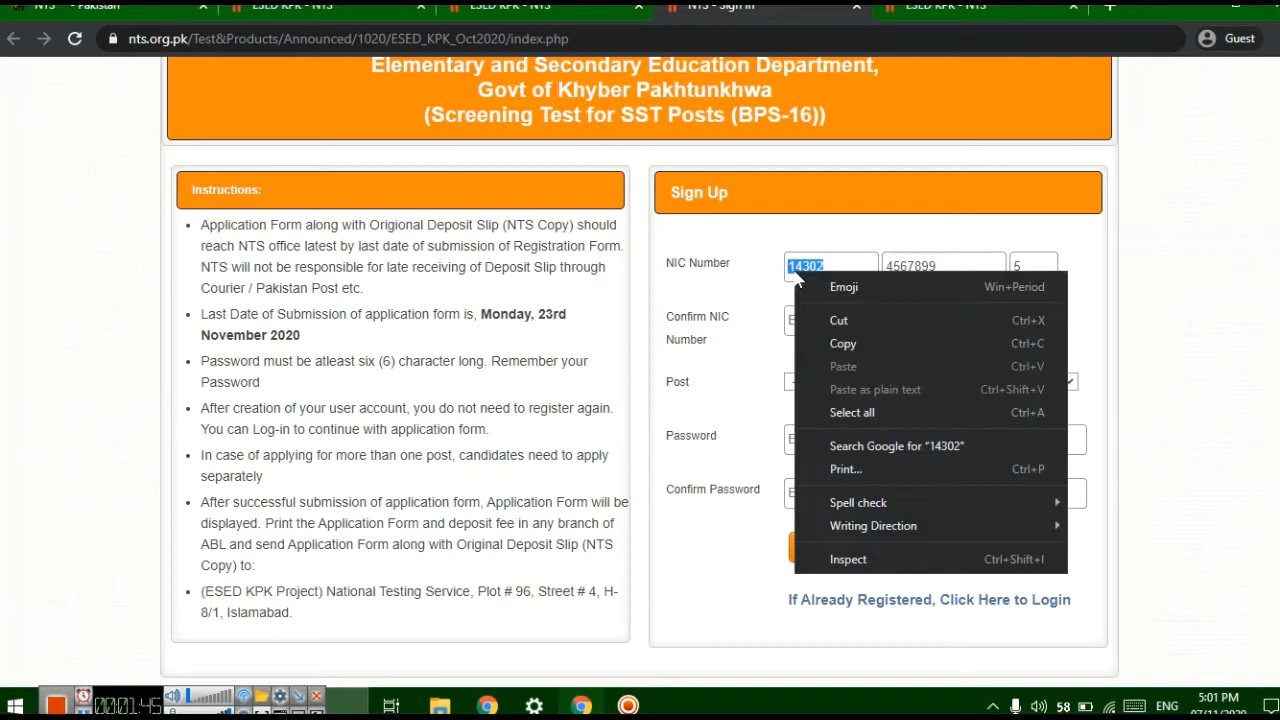 NTS - Pakistan
ESED KPK - NTS
ESED KPK - NTS
NTS - Sign In
ESED KPK - NTS
nts.org.pk/Test&Products/Announced/1020/ESED_KPK_Oct2020/index.php
Guest
Elementary and Secondary Education Department,
Govt of Khyber Pakhtunkhwa
(Screening Test for SST Posts (BPS-16))
Instructions:
Application Form along with Origional Deposit Slip (NTS Copy) should
reach NTS office latest by last date of submission of Registration Form.
NTS will not be responsible for late receiving of Deposit Slip through
Courier / Pakistan Post etc.
Last Date of Submission of application form is, Monday, 23rd
November 2020
Password must be atleast six (6) character long. Remember your
Password
After creation of your user account, you do not need to register again.
You can Log-in to continue with application form.
In case of applying for more than one post, candidates need to apply
separately
After successful submission of application form, Application Form will be
displayed. Print the Application Form and deposit fee in any branch of
ABL and send Application Form along with Original Deposit Slip (NTS
Copy) to:
(ESED KPK Project) National Testing Service, Plot # 96, Street # 4, H-
8/1, Islamabad.
Sign Up
NIC Number
14302
4567899
5
Confirm NIC
Number
Post
Password
Confirm Password
Emoji Win+Period
Cut Ctrl+X
Copy Ctrl+C
Paste Ctrl+V
Paste as plain text Ctrl+Shift+V
Select all Ctrl+A
Search Google for "14302"
Print... Ctrl+P
Spell check
Writing Direction
Inspect Ctrl+Shift+I
If Already Registered, Click Here to Login
00:01:45
58
ENG
5:01 PM
07/11/2020